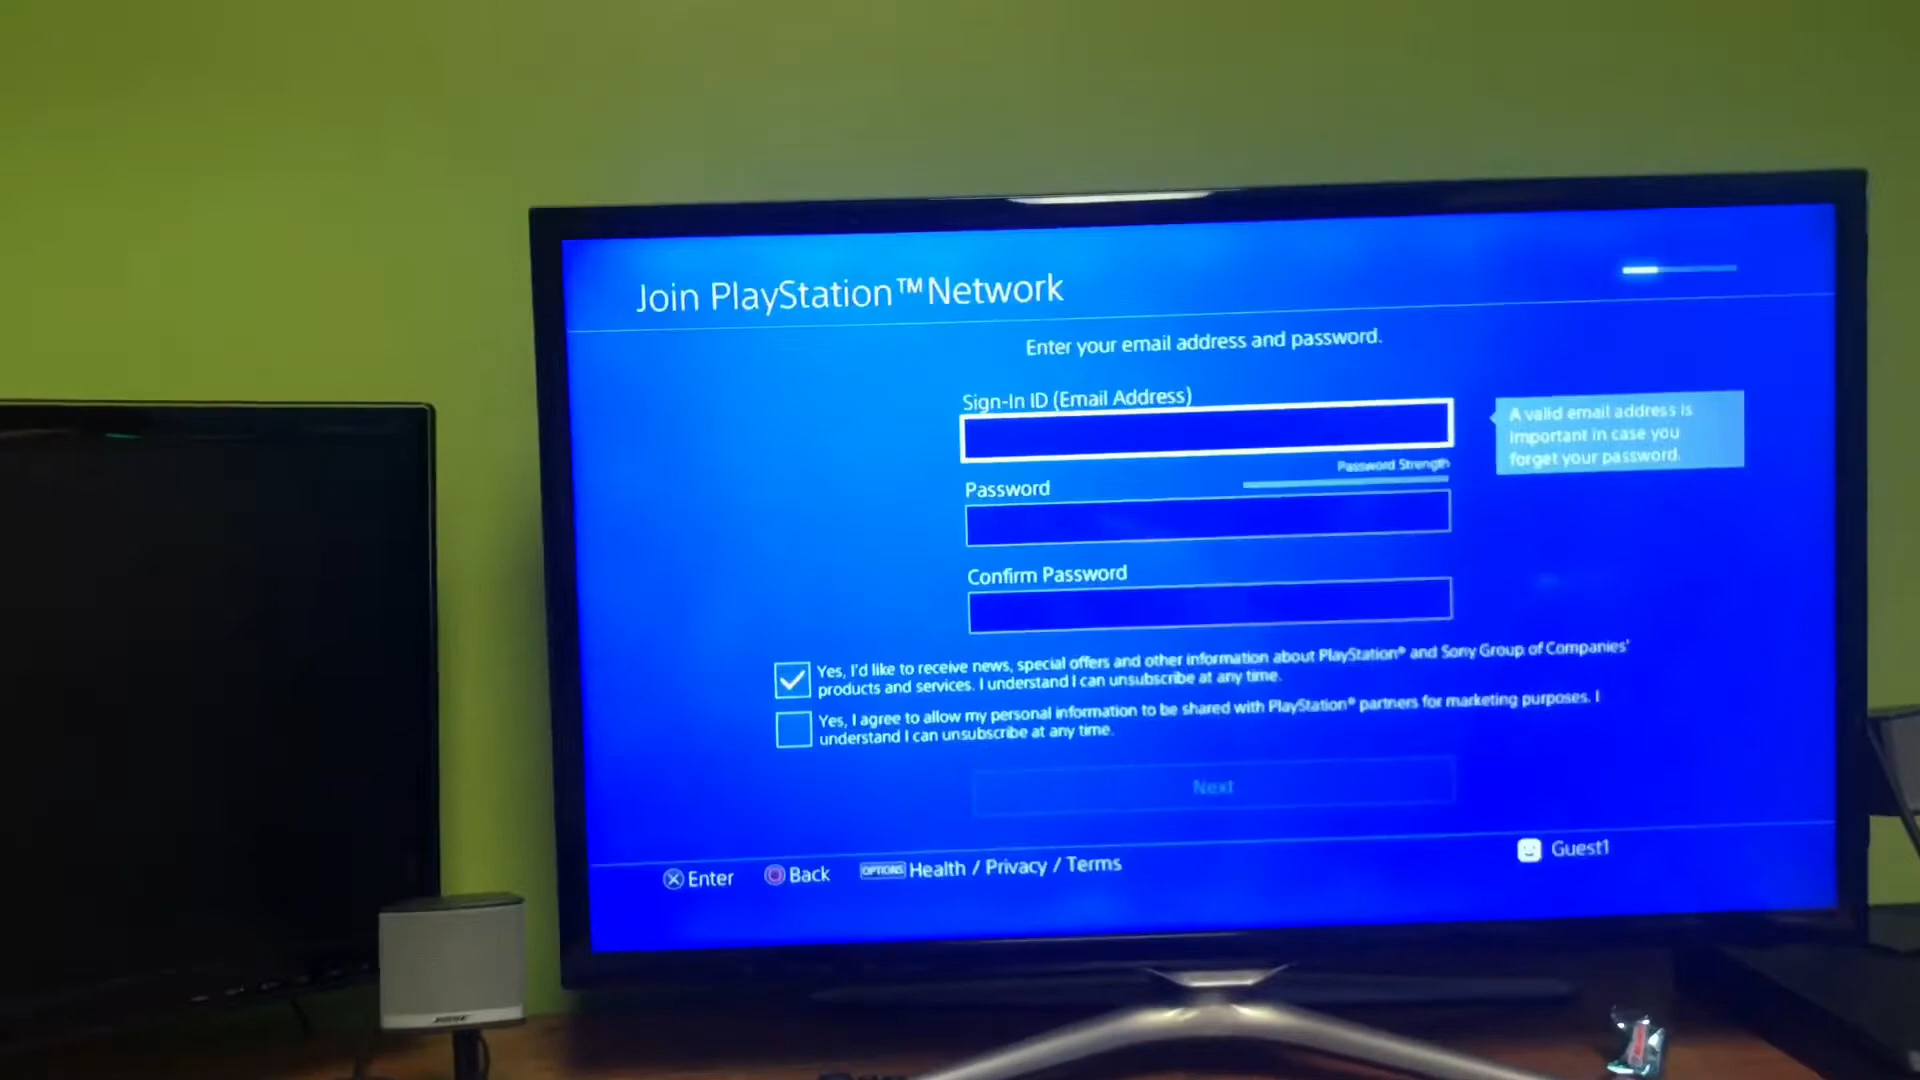 Join PlayStation™Network
Enter your email address and password.
Sign-In ID (Email Address)
A valid email address is
important in case you
forget your password.
Password Strength
Password
Confirm Password
Yes, I'd like to receive news, special offers and other information about PlayStation® and Sony Group of Companies'
products and services. I understand I can unsubscribe at any time.
Yes, I agree to allow my personal information to be shared with PlayStation® partners for marketing purposes. I
understand I can unsubscribe at any time.
Next
Guest1
Enter
Back
OPTIONS Health / Privacy / Terms
BOSE